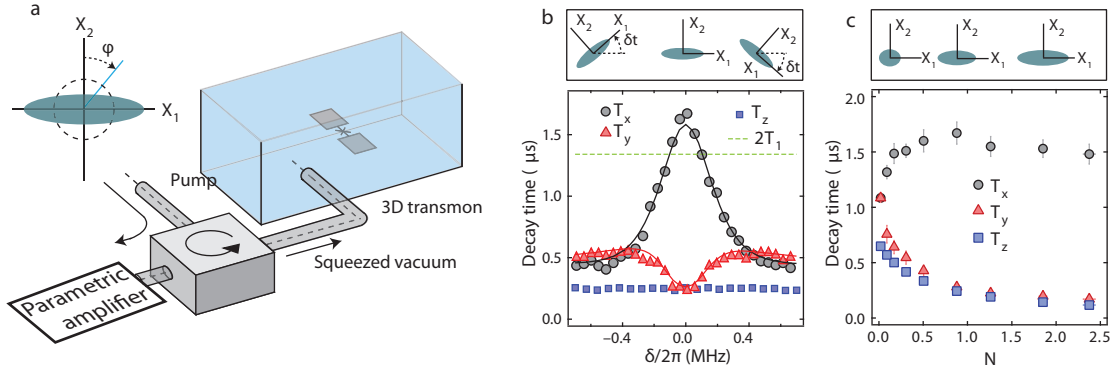 a
X2
φ
X1
Pump
3D transmon
Squeezed vacuum
Parametric
amplifier
b
X2
X1
δt
X2
X1
X2
X1
δt
Tx
Ty
Tz
2T1
Decay time ( μs)
1.5
1.0
0.5
0.0
−0.4
0.0
0.4
δ/2π (MHz)
c
X2
X1
X2
X1
X2
X1
Decay time ( μs)
2.0
1.5
1.0
0.5
0.0
Tx
Ty
Tz
0.0
0.5
1.0
1.5
2.0
2.5
N